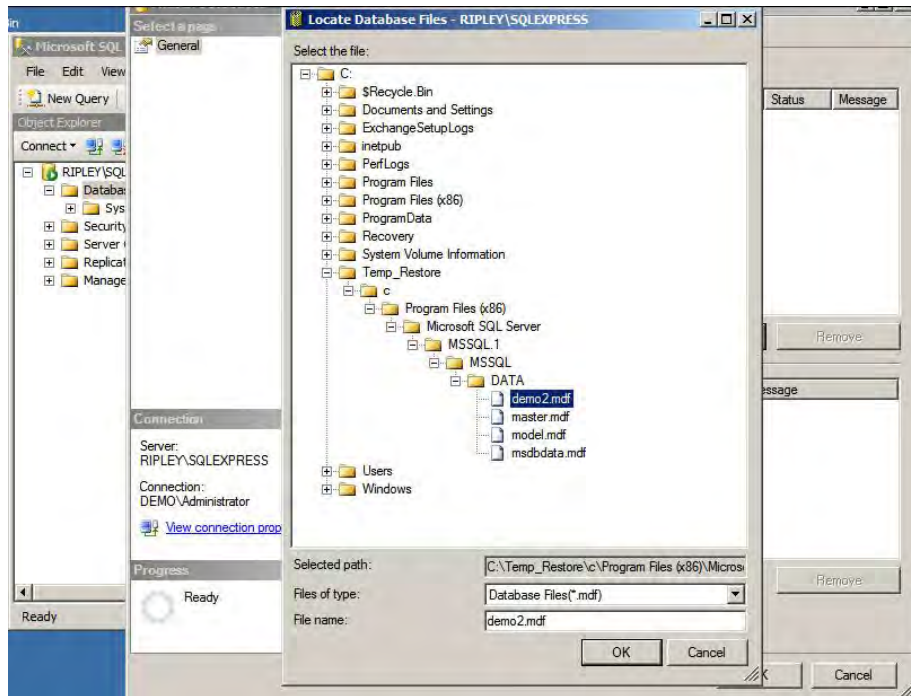 Locate Database Files - RIPLEY\SQLEXPRESS
Select the file:
C:
$Recycle.Bin
Documents and Settings
ExchangeSetupLogs
inetpub
PerfLogs
Program Files
Program Files (x86)
ProgramData
Recovery
System Volume Information
Temp_Restore
c
Program Files (x86)
Microsoft SQL Server
MSSQL.1
MSSQL
DATA
demo2.mdf
master.mdf
model.mdf
msdbdata.mdf
Users
Windows
Selected path: C:\Temp_Restore\c\Program Files (x86)\Micros
Files of type: Database Files(*.mdf)
File name: demo2.mdf
OK Cancel
Select a page
General
Connection
Server:
RIPLEY\SQLEXPRESS
Connection:
DEMO\Administrator
View connection prop
Progress
Ready
Microsoft SQL
File Edit View
New Query
Object Explorer
Connect
RIPLEY\SQL
Databa
Sys
Security
Server
Replicat
Manage
Ready
Status Message
Remove
essage
Remove
Cancel